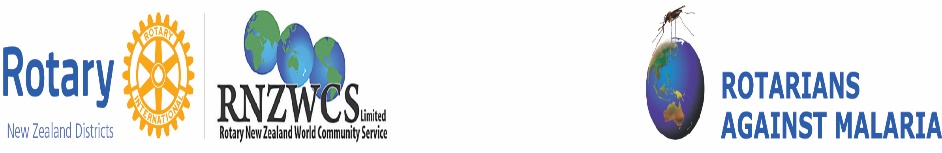 Rotary
New Zealand Districts
ROTARY
INTERNATIONAL
RNZWCS Limited
Rotary New Zealand World Community Service
ROTARIANS
AGAINST MALARIA